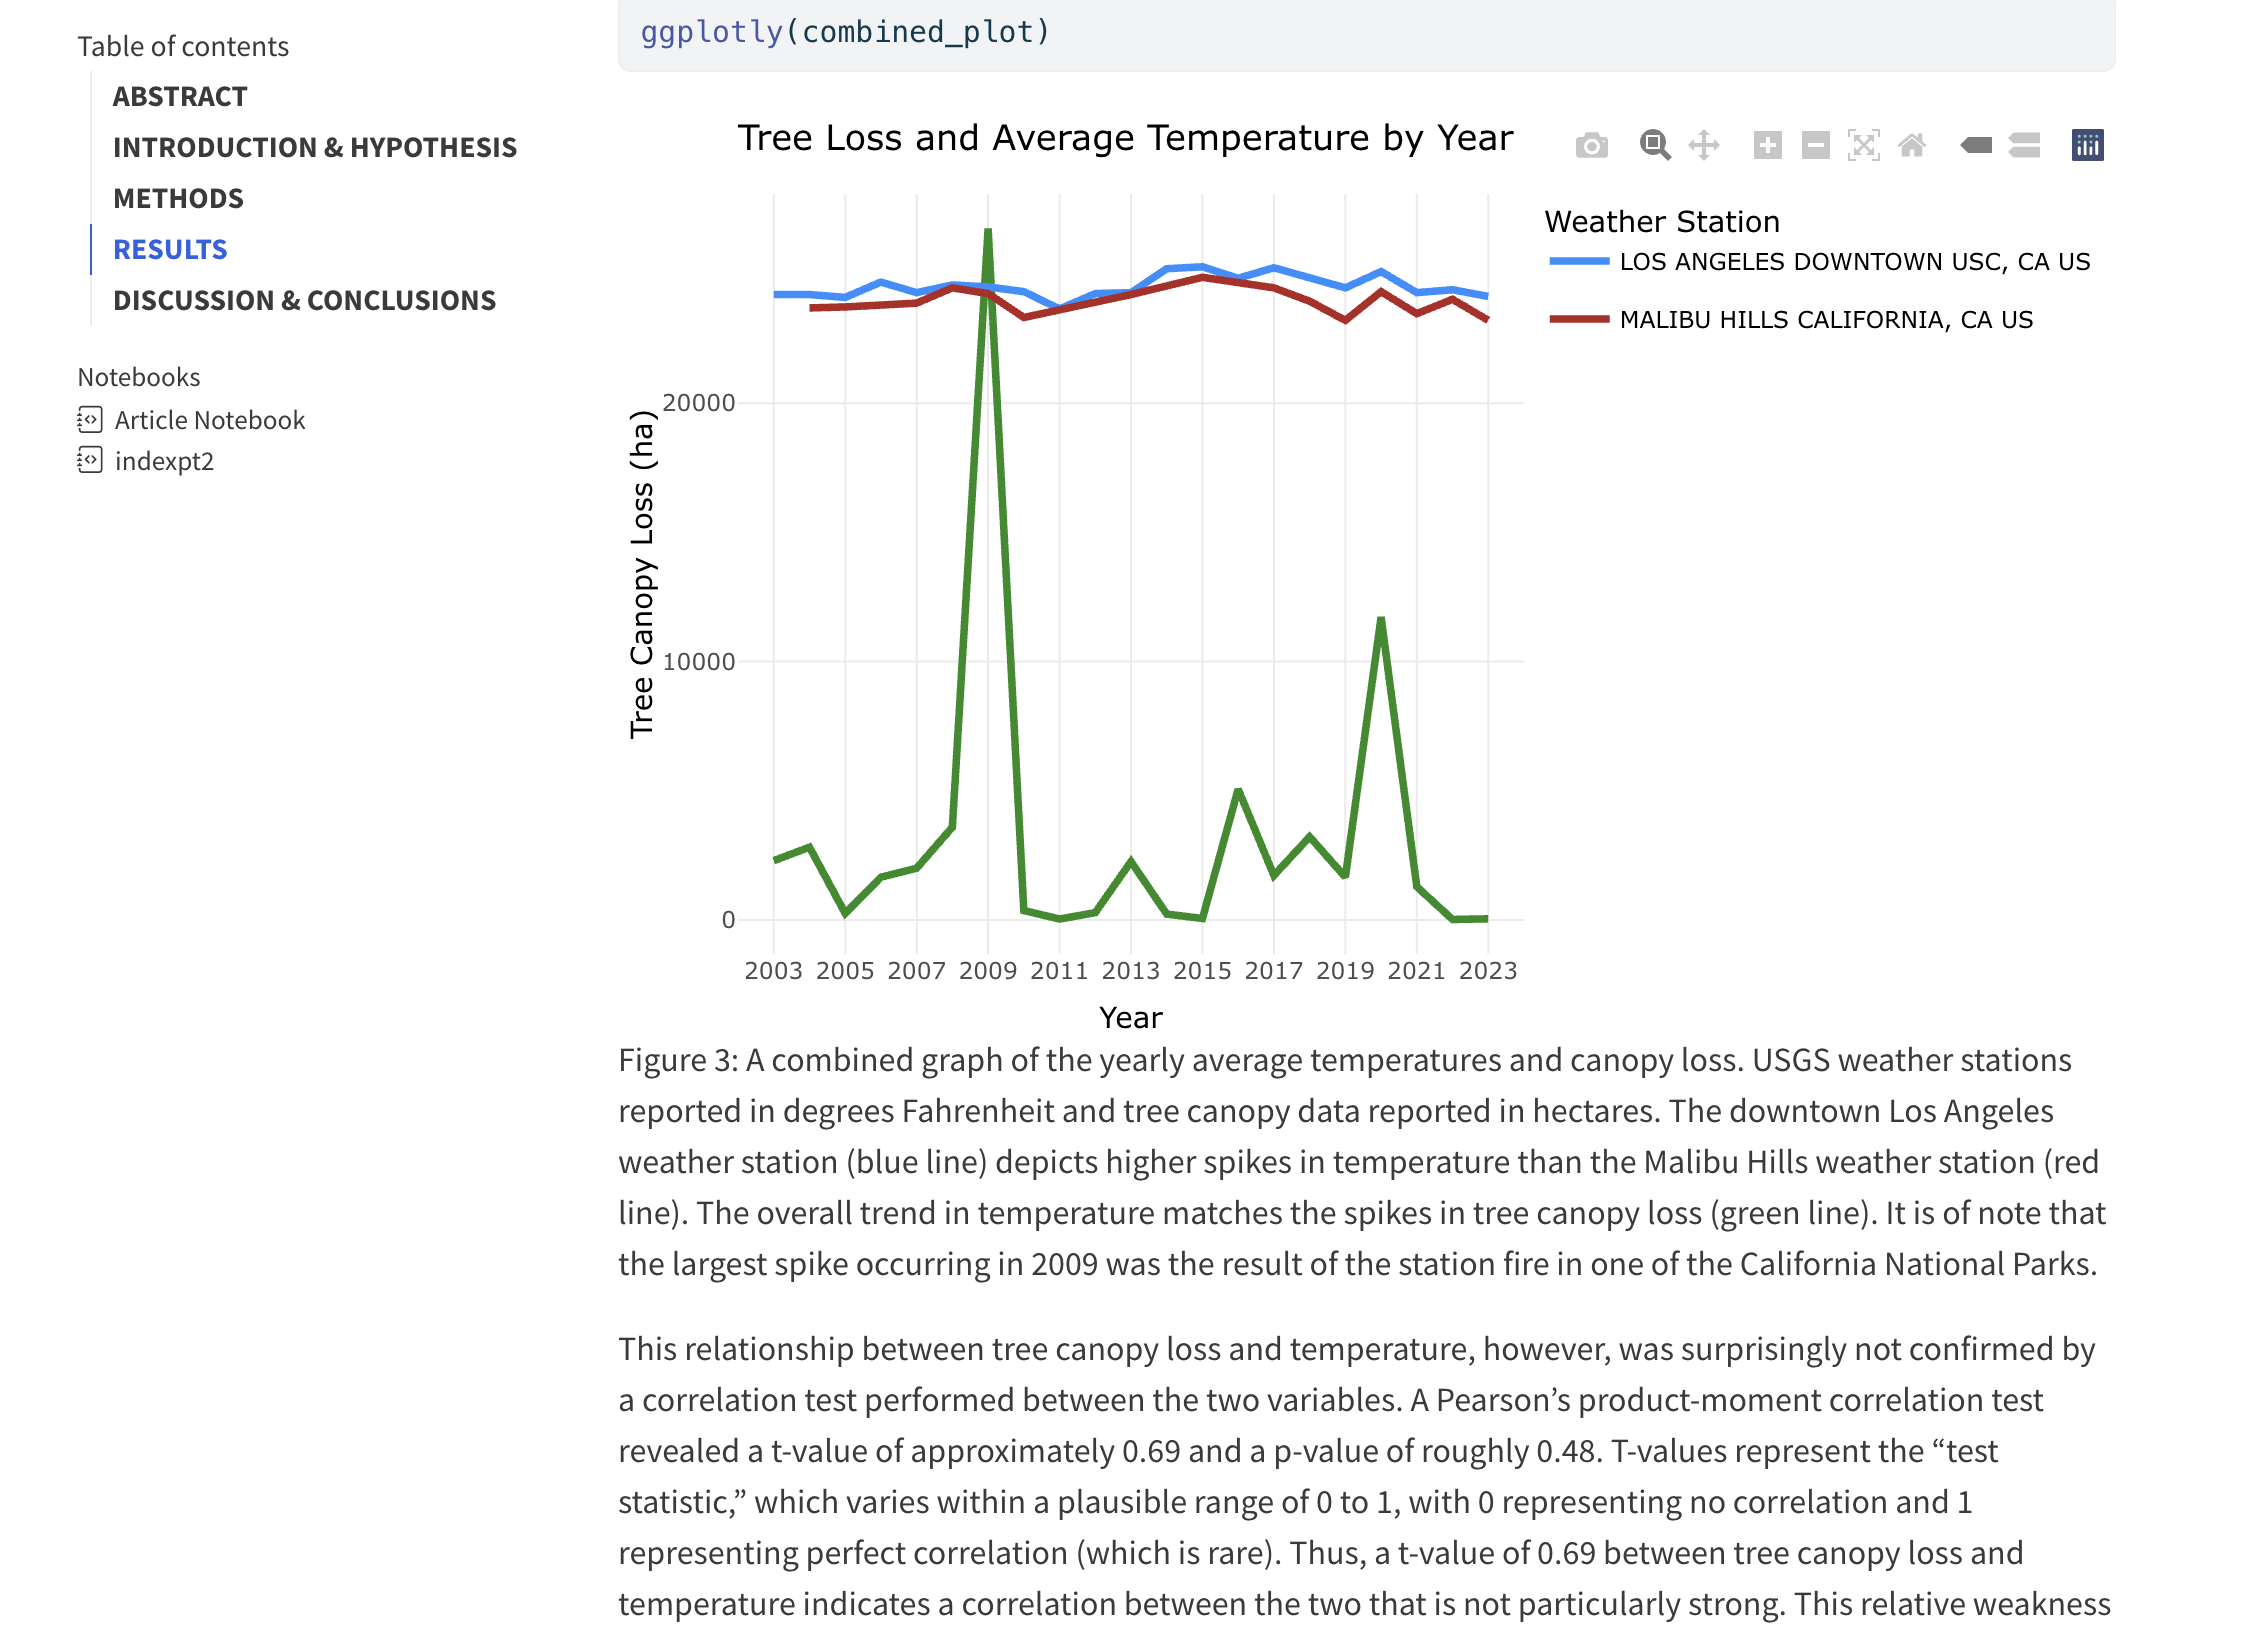 Table of contents
ABSTRACT
INTRODUCTION & HYPOTHESIS
METHODS
RESULTS
DISCUSSION & CONCLUSIONS
Notebooks
Article Notebook
indexpt2
ggplotly(combined_plot)
Tree Loss and Average Temperature by Year
Weather Station
LOS ANGELES DOWNTOWN USC, CA US
MALIBU HILLS CALIFORNIA, CA US
Tree Canopy Loss (ha)
20000
10000
0
2003 2005 2007 2009 2011 2013 2015 2017 2019 2021 2023
Year
Figure 3: A combined graph of the yearly average temperatures and canopy loss. USGS weather stations
reported in degrees Fahrenheit and tree canopy data reported in hectares. The downtown Los Angeles
weather station (blue line) depicts higher spikes in temperature than the Malibu Hills weather station (red
line). The overall trend in temperature matches the spikes in tree canopy loss (green line). It is of note that
the largest spike occurring in 2009 was the result of the station fire in one of the California National Parks.
This relationship between tree canopy loss and temperature, however, was surprisingly not confirmed by
a correlation test performed between the two variables. A Pearson’s product-moment correlation test
revealed a t-value of approximately 0.69 and a p-value of roughly 0.48. T-values represent the “test
statistic,” which varies within a plausible range of 0 to 1, with 0 representing no correlation and 1
representing perfect correlation (which is rare). Thus, a t-value of 0.69 between tree canopy loss and
temperature indicates a correlation between the two that is not particularly strong. This relative weakness